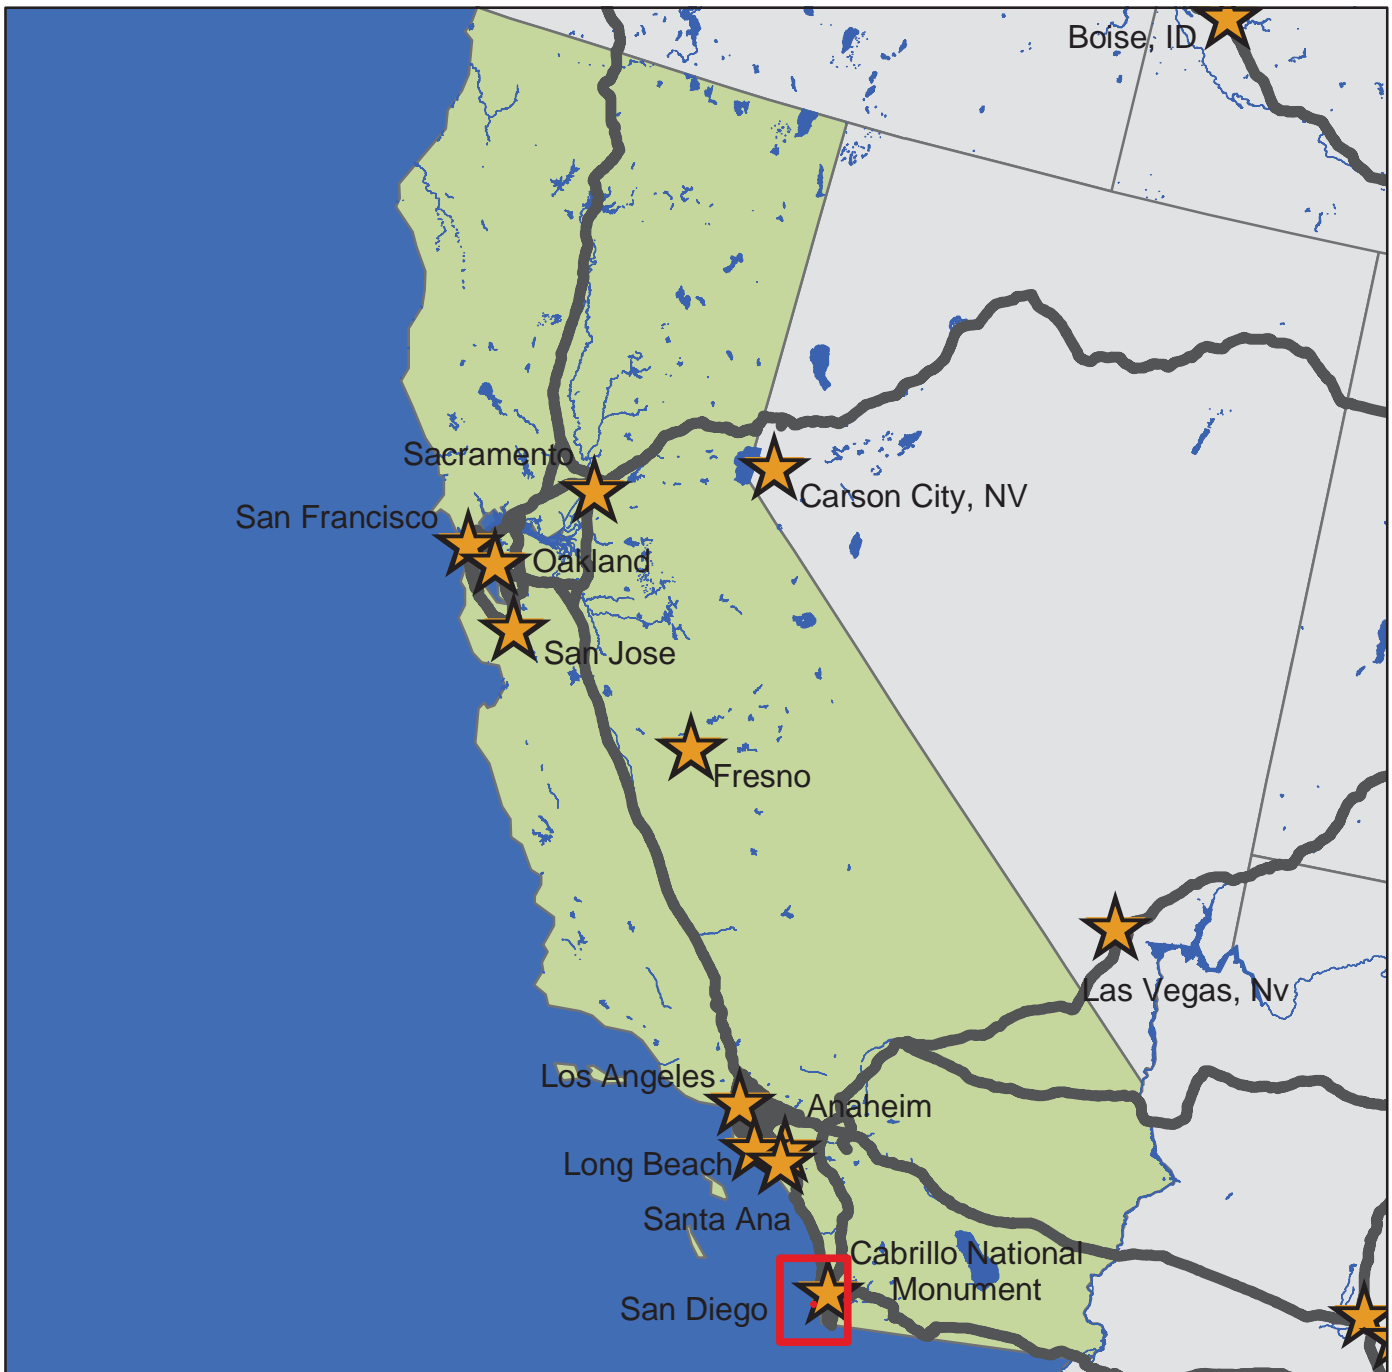 Boise, ID
Sacramento
Carson City, NV
San Francisco
Oakland
San Jose
Fresno
Las Vegas, Nv
Los Angeles
Anaheim
Long Beach
Santa Ana
Cabrillo National
Monument
San Diego